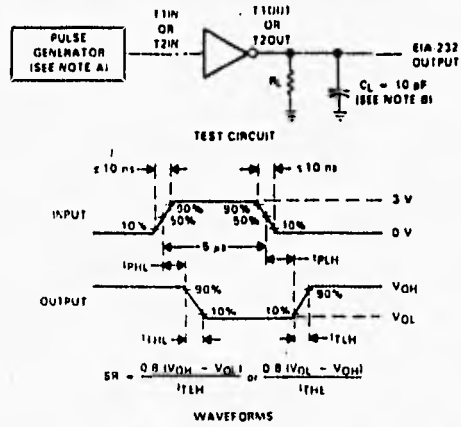 PULSE
GENERATOR
(SEE NOTE A)
T1IN
OR
T2IN
T1OUT
OR
T2OUT
EIA-232
OUTPUT
RL
CL = 10 pF
(SEE NOTE B)
TEST CIRCUIT
≤10 ns
≤10 ns
INPUT
10%
90%
50%
90%
50%
10%
3 V
0 V
5 µs
tPHL
tPLH
OUTPUT
90%
10%
10%
90%
VOH
VOL
tTHL
tTLH
SR = 0.8 (VOH - VOL) / tTLH or 0.8 (VOL - VOH) / tTHL
WAVEFORMS